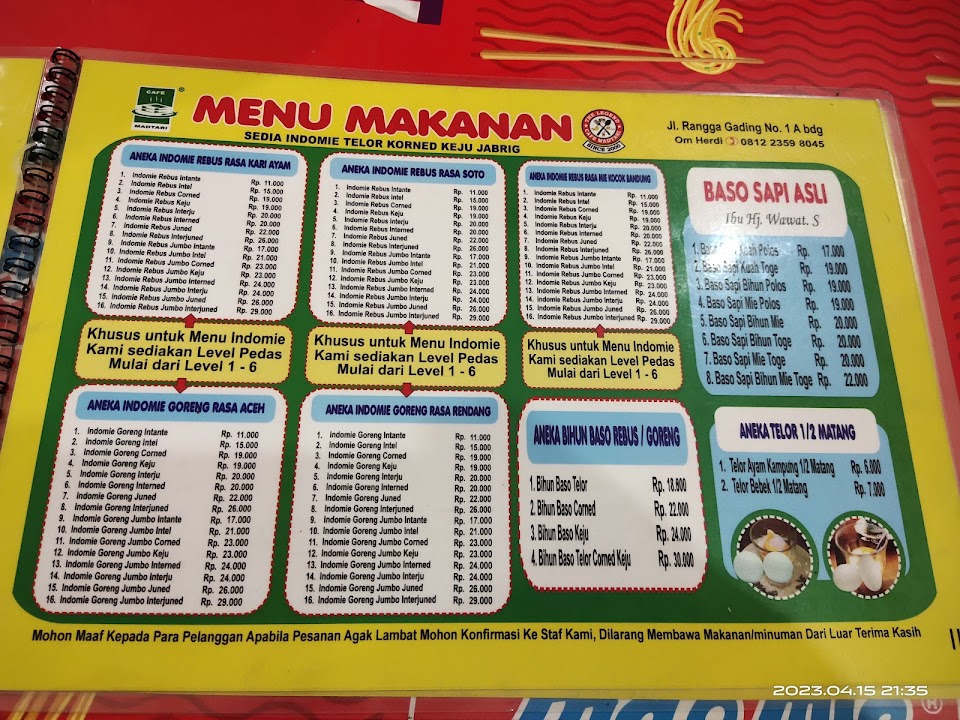 CAFE
MADTARI
MENU MAKANAN
SEDIA INDOMIE TELOR KORNED KEJU JABRIG
THE LEGEND
OF MADTARI
SINCE 2000
Jl. Rangga Gading No. 1 A bdg
Om Herdi 0812 2359 8045
ANEKA INDOMIE REBUS RASA KARI AYAM
1. Indomie Rebus Intante Rp. 11.000
2. Indomie Rebus Intel Rp. 15.000
3. Indomie Rebus Corned Rp. 19.000
4. Indomie Rebus Keju Rp. 19.000
5. Indomie Rebus Interju Rp. 20.000
6. Indomie Rebus Interned Rp. 20.000
7. Indomie Rebus Juned Rp. 22.000
8. Indomie Rebus Interjuned Rp. 26.000
9. Indomie Rebus Jumbo Intante Rp. 17.000
10. Indomie Rebus Jumbo Intel Rp. 21.000
11. Indomie Rebus Jumbo Corned Rp. 23.000
12. Indomie Rebus Jumbo Keju Rp. 23.000
13. Indomie Rebus Jumbo Interned Rp. 24.000
14. Indomie Rebus Jumbo Interju Rp. 24.000
15. Indomie Rebus Jumbo Juned Rp. 26.000
16. Indomie Rebus Jumbo Interjuned Rp. 29.000
ANEKA INDOMIE REBUS RASA SOTO
1. Indomie Rebus Intante Rp. 11.000
2. Indomie Rebus Intel Rp. 15.000
3. Indomie Rebus Corned Rp. 19.000
4. Indomie Rebus Keju Rp. 19.000
5. Indomie Rebus Interju Rp. 20.000
6. Indomie Rebus Interned Rp. 20.000
7. Indomie Rebus Juned Rp. 22.000
8. Indomie Rebus Interjuned Rp. 26.000
9. Indomie Rebus Jumbo Intante Rp. 17.000
10. Indomie Rebus Jumbo Intel Rp. 21.000
11. Indomie Rebus Jumbo Corned Rp. 23.000
12. Indomie Rebus Jumbo Keju Rp. 23.000
13. Indomie Rebus Jumbo Interned Rp. 24.000
14. Indomie Rebus Jumbo Interju Rp. 24.000
15. Indomie Rebus Jumbo Juned Rp. 26.000
16. Indomie Rebus Jumbo Interjuned Rp. 29.000
ANEKA INDOMIE REBUS RASA MIE KOCOK BANDUNG
1. Indomie Rebus Intante Rp. 11.000
2. Indomie Rebus Intel Rp. 15.000
3. Indomie Rebus Corned Rp. 19.000
4. Indomie Rebus Keju Rp. 19.000
5. Indomie Rebus Interju Rp. 20.000
6. Indomie Rebus Interned Rp. 20.000
7. Indomie Rebus Juned Rp. 22.000
8. Indomie Rebus Interjuned Rp. 26.000
9. Indomie Rebus Jumbo Intante Rp. 17.000
10. Indomie Rebus Jumbo Intel Rp. 21.000
11. Indomie Rebus Jumbo Corned Rp. 23.000
12. Indomie Rebus Jumbo Keju Rp. 23.000
13. Indomie Rebus Jumbo Interned Rp. 24.000
14. Indomie Rebus Jumbo Interju Rp. 24.000
15. Indomie Rebus Jumbo Juned Rp. 26.000
16. Indomie Rebus Jumbo Interjuned Rp. 29.000
BASO SAPI ASLI
Ibu Hj. Wawat. S
1. Baso Sapi Kuah Polos Rp. 17.000
2. Baso Sapi Kuah Toge Rp. 19.000
3. Baso Sapi Bihun Polos Rp. 19.000
4. Baso Sapi Mie Polos Rp. 19.000
5. Baso Sapi Bihun Mie Rp. 20.000
6. Baso Sapi Bihun Toge Rp. 20.000
7. Baso Sapi Mie Toge Rp. 20.000
8. Baso Sapi Bihun Mie Toge Rp. 22.000
Khusus untuk Menu Indomie
Kami sediakan Level Pedas
Mulai dari Level 1 - 6
Khusus untuk Menu Indomie
Kami sediakan Level Pedas
Mulai dari Level 1 - 6
Khusus untuk Menu Indomie
Kami sediakan Level Pedas
Mulai dari Level 1 - 6
ANEKA INDOMIE GORENG RASA ACEH
1. Indomie Goreng Intante Rp. 11.000
2. Indomie Goreng Intel Rp. 15.000
3. Indomie Goreng Corned Rp. 19.000
4. Indomie Goreng Keju Rp. 19.000
5. Indomie Goreng Interju Rp. 20.000
6. Indomie Goreng Interned Rp. 20.000
7. Indomie Goreng Juned Rp. 22.000
8. Indomie Goreng Interjuned Rp. 26.000
9. Indomie Goreng Jumbo Intante Rp. 17.000
10. Indomie Goreng Jumbo Intel Rp. 21.000
11. Indomie Goreng Jumbo Corned Rp. 23.000
12. Indomie Goreng Jumbo Keju Rp. 23.000
13. Indomie Goreng Jumbo Interned Rp. 24.000
14. Indomie Goreng Jumbo Interju Rp. 24.000
15. Indomie Goreng Jumbo Juned Rp. 26.000
16. Indomie Goreng Jumbo Interjuned Rp. 29.000
ANEKA INDOMIE GORENG RASA RENDANG
1. Indomie Goreng Intante Rp. 11.000
2. Indomie Goreng Intel Rp. 15.000
3. Indomie Goreng Corned Rp. 19.000
4. Indomie Goreng Keju Rp. 19.000
5. Indomie Goreng Interju Rp. 20.000
6. Indomie Goreng Interned Rp. 20.000
7. Indomie Goreng Juned Rp. 22.000
8. Indomie Goreng Interjuned Rp. 26.000
9. Indomie Goreng Jumbo Intante Rp. 17.000
10. Indomie Goreng Jumbo Intel Rp. 21.000
11. Indomie Goreng Jumbo Corned Rp. 23.000
12. Indomie Goreng Jumbo Keju Rp. 23.000
13. Indomie Goreng Jumbo Interned Rp. 24.000
14. Indomie Goreng Jumbo Interju Rp. 24.000
15. Indomie Goreng Jumbo Juned Rp. 26.000
16. Indomie Goreng Jumbo Interjuned Rp. 29.000
ANEKA BIHUN BASO REBUS / GORENG
1. Bihun Baso Telor Rp. 18.600
2. Bihun Baso Corned Rp. 22.000
3. Bihun Baso Keju Rp. 24.000
4. Bihun Baso Telor Corned Keju Rp. 30.000
ANEKA TELOR 1/2 MATANG
1. Telor Ayam Kampung 1/2 Matang Rp. 6.000
2. Telor Bebek 1/2 Matang Rp. 7.000
Mohon Maaf Kepada Para Pelanggan Apabila Pesanan Agak Lambat Mohon Konfirmasi Ke Staf Kami, Dilarang Membawa Makanan/minuman Dari Luar Terima Kasih
2023.04.15 21:35
Indomie®